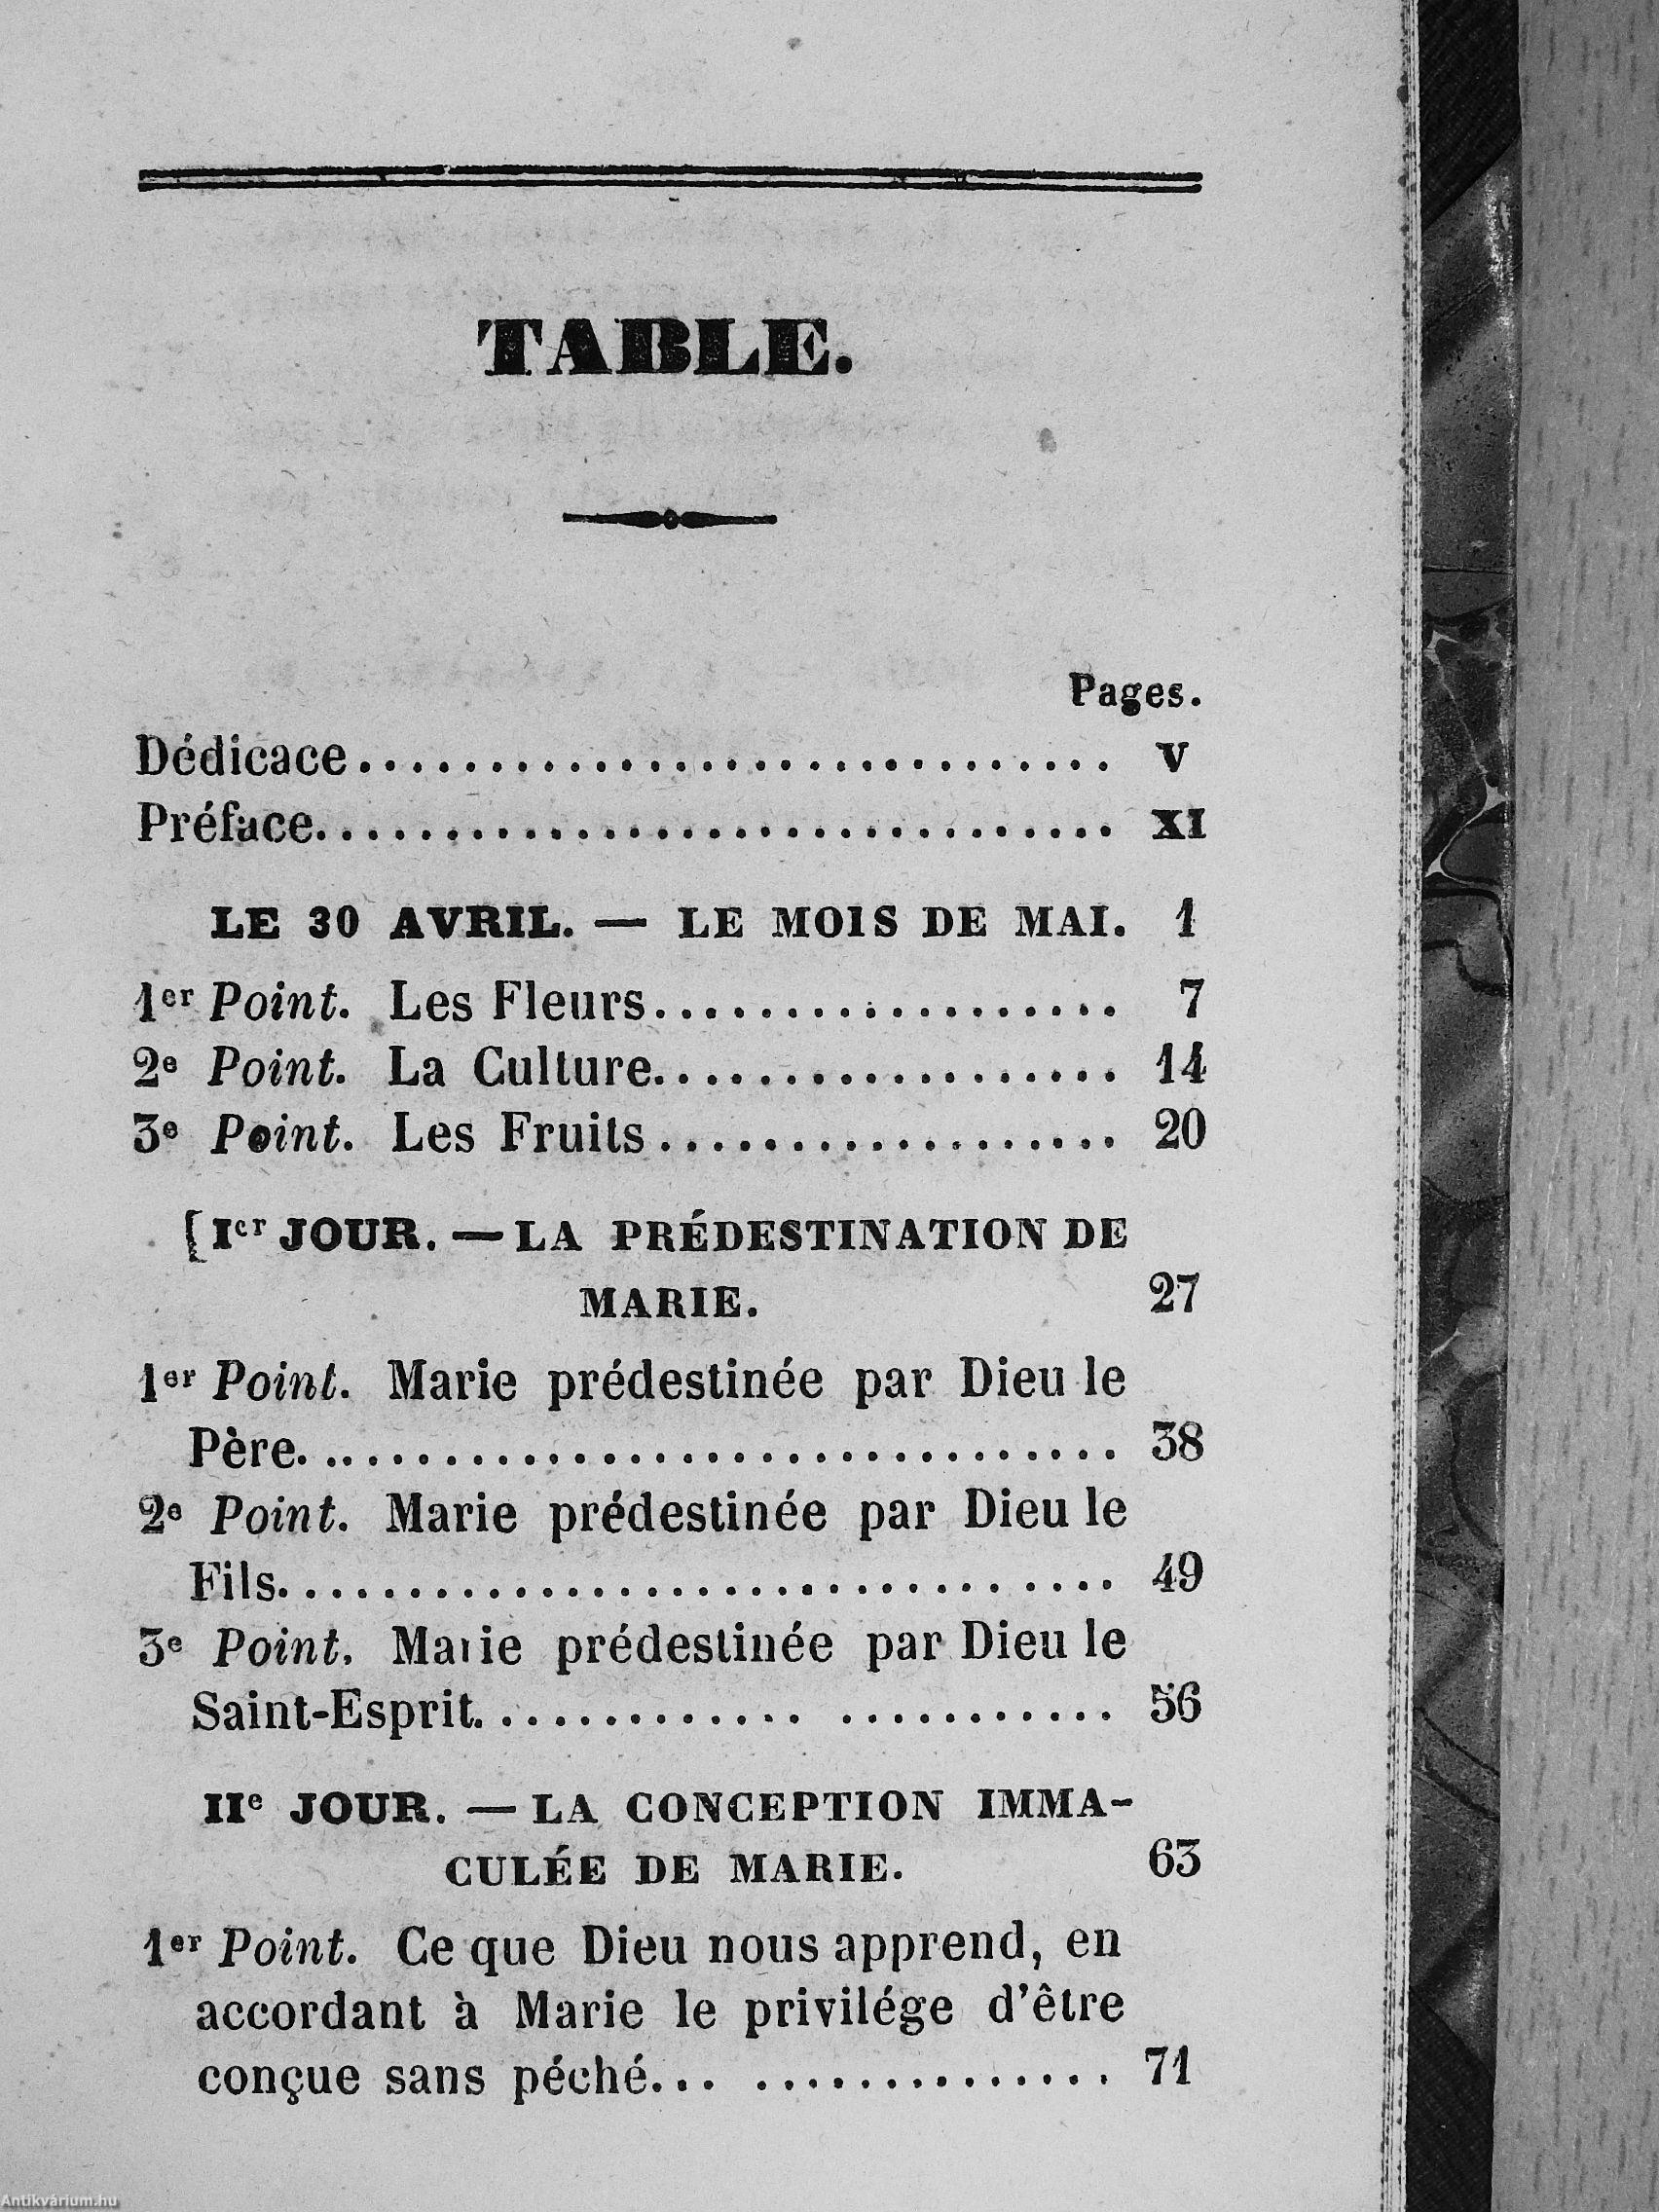 TABLE.
Pages.
Dédicace............................. V
Préface.............................. XI
LE 30 AVRIL. — LE MOIS DE MAI. 1
1er Point. Les Fleurs.................. 7
2e Point. La Culture.................. 14
3e Point. Les Fruits.................. 20
[Ier JOUR. — LA PRÉDESTINATION DE
MARIE. 27
1er Point. Marie prédestinée par Dieu le
Père................................ 38
2e Point. Marie prédestinée par Dieu le
Fils................................ 49
3e Point. Marie prédestinée par Dieu le
Saint-Esprit............. ........... 56
IIe JOUR. — LA CONCEPTION IMMA-
CULÉE DE MARIE. 63
1er Point. Ce que Dieu nous apprend, en
accordant à Marie le privilége d'être
conçue sans péché... .............. 71
Antikvárium.hu